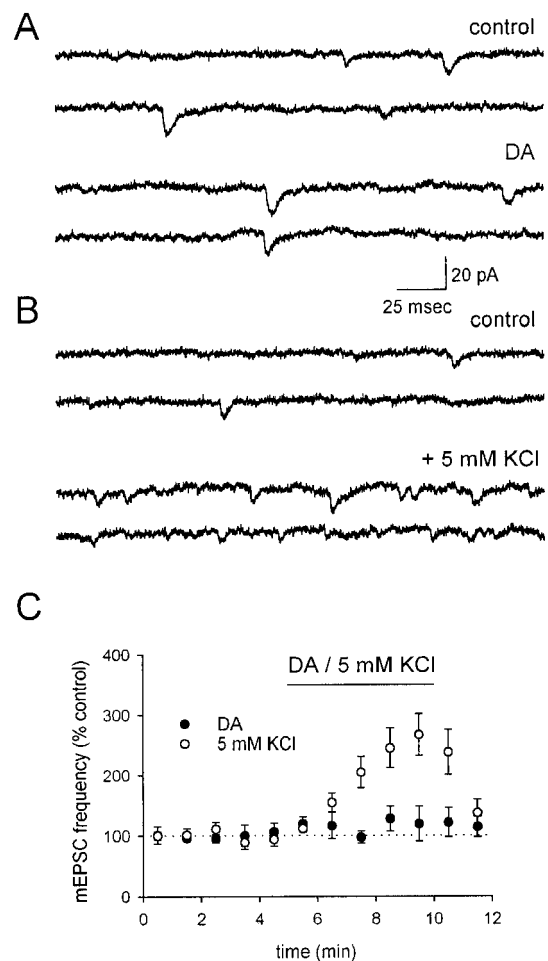 A
control
DA
20 pA
25 msec
B
control
+ 5 mM KCl
C
400
300
200
100
0
mEPSC frequency (% control)
DA / 5 mM KCl
DA
5 mM KCl
0 2 4 6 8 10 12
time (min)